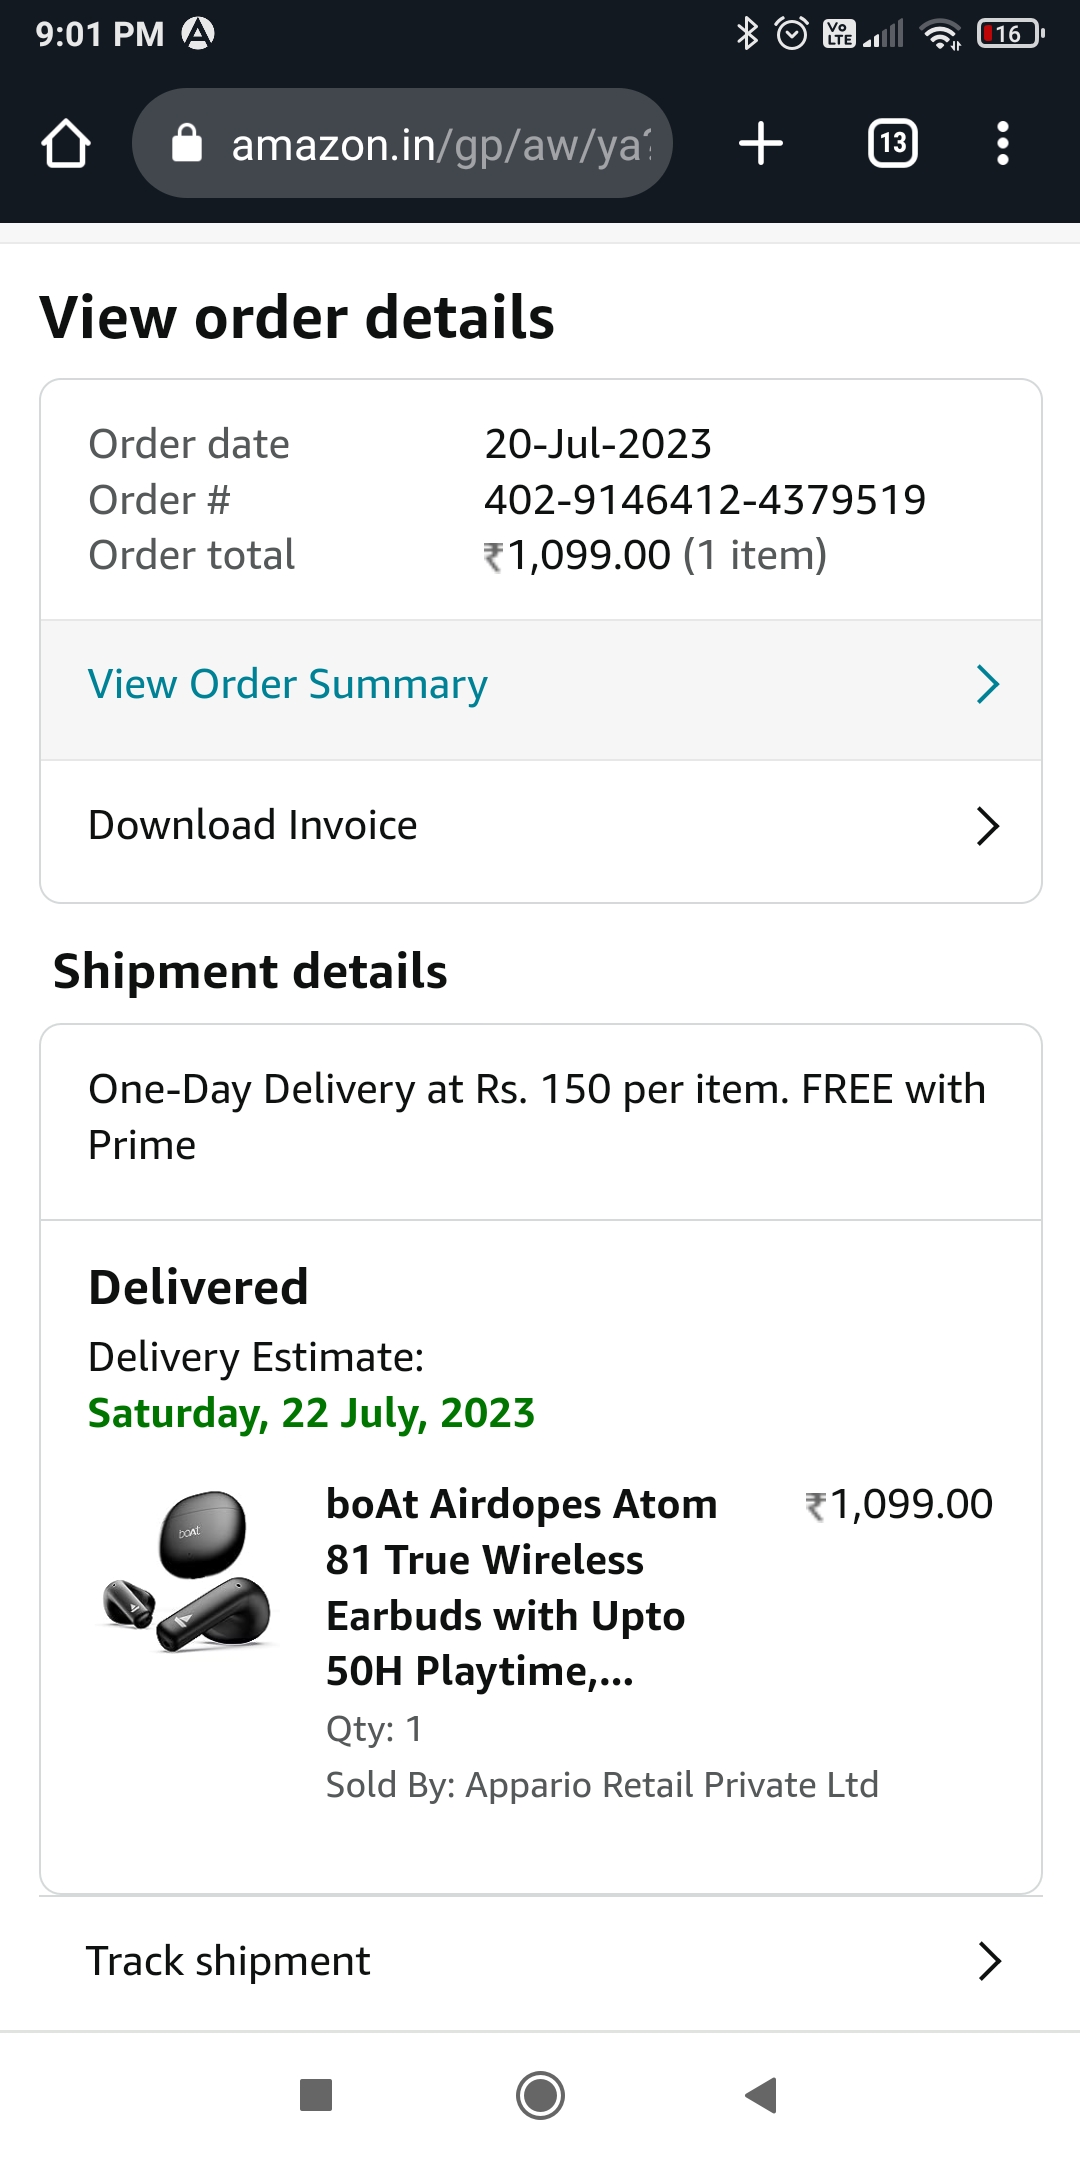 9:01 PM
Vo LTE
16
amazon.in/gp/aw/ya?
13
View order details
Order date 20-Jul-2023
Order # 402-9146412-4379519
Order total ₹1,099.00 (1 item)
View Order Summary
Download Invoice
Shipment details
One-Day Delivery at Rs. 150 per item. FREE with
Prime
Delivered
Delivery Estimate:
Saturday, 22 July, 2023
boAt
boAt Airdopes Atom ₹1,099.00
81 True Wireless
Earbuds with Upto
50H Playtime,...
Qty: 1
Sold By: Appario Retail Private Ltd
Track shipment